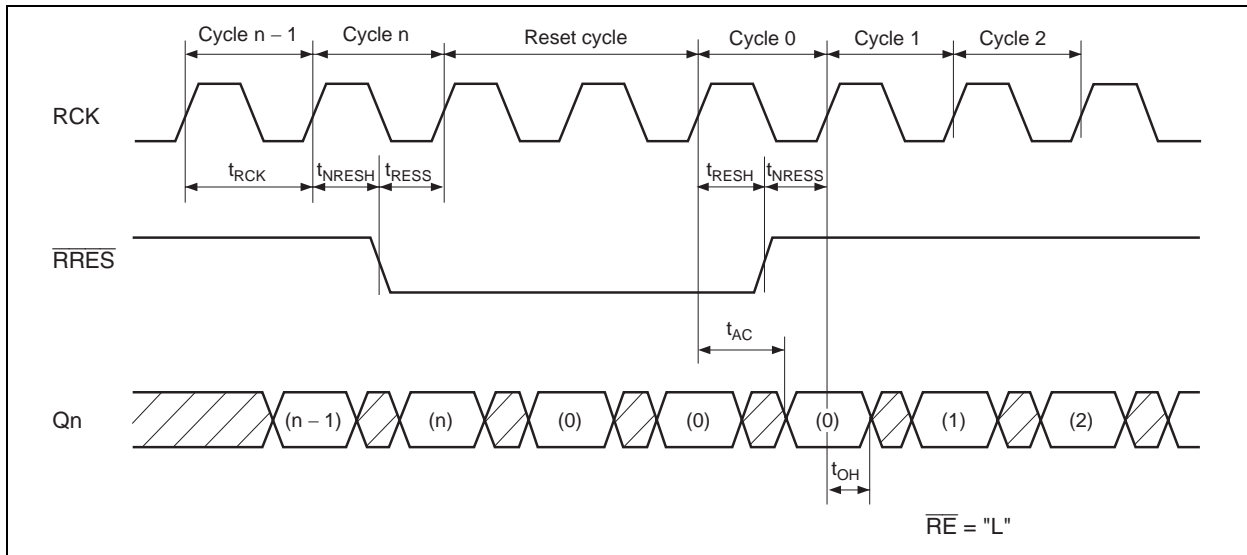 Cycle n – 1 Cycle n Reset cycle Cycle 0 Cycle 1 Cycle 2
RCK
tRCK tNRESH tRESS tRESH tNRESS
RRES
tAC
Qn (n – 1) (n) (0) (0) (0) (1) (2)
tOH
RE = "L"